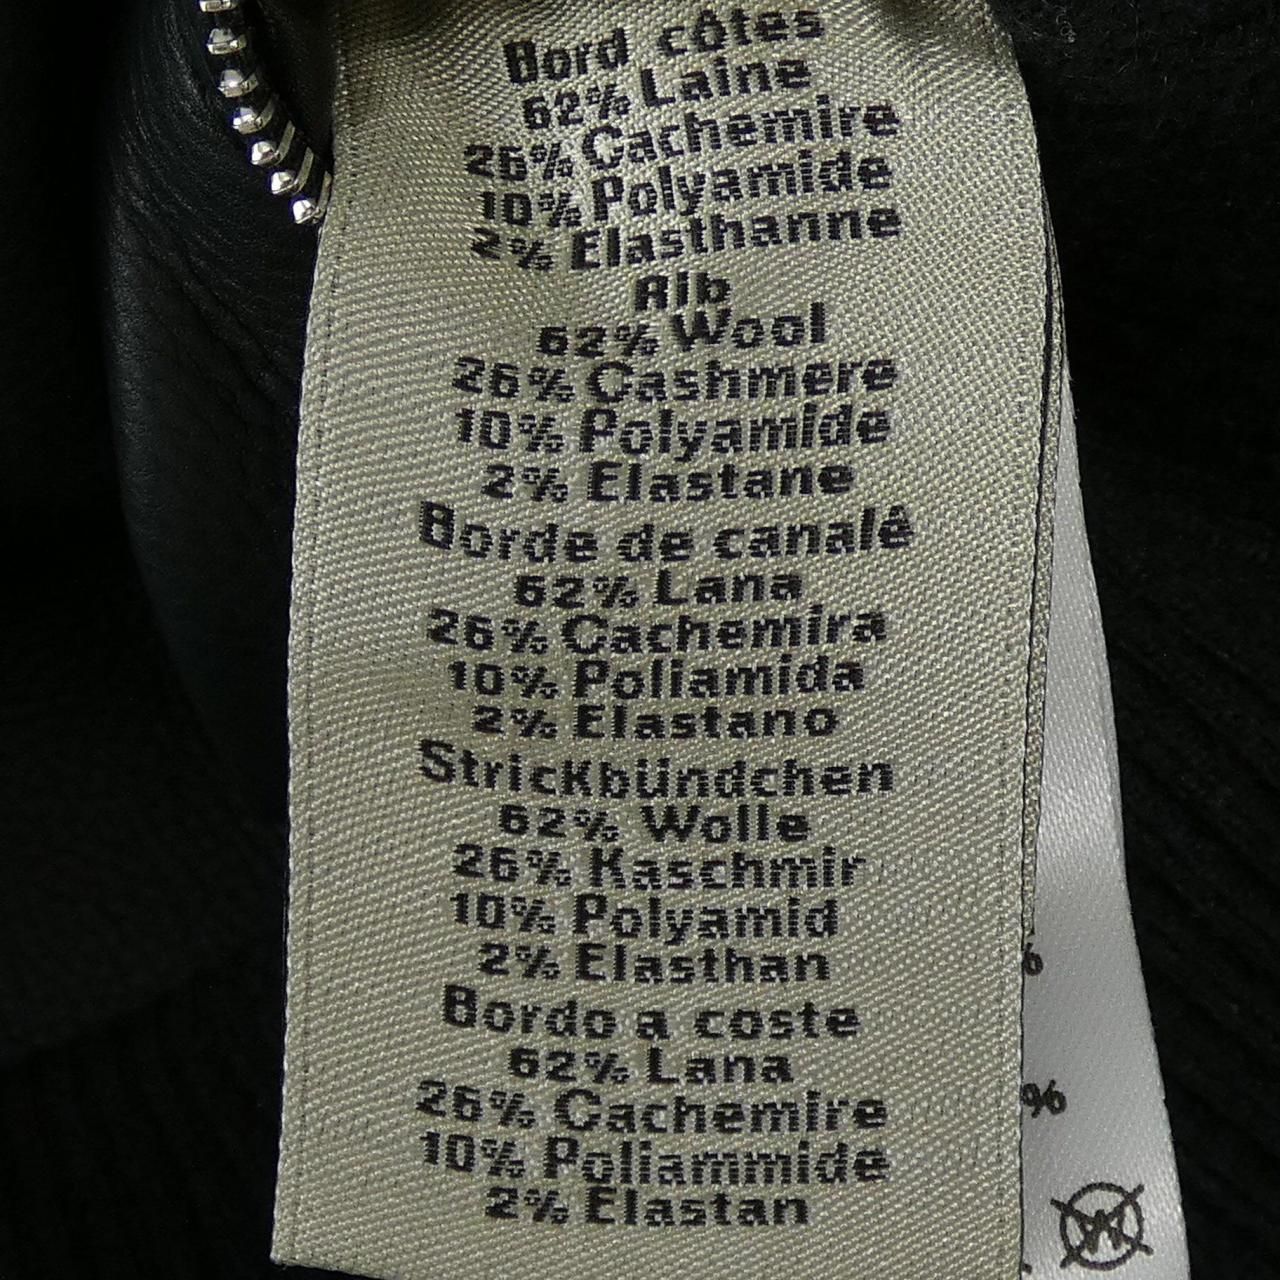 Bord côtes
62% Laine
26% Cachemire
10% Polyamide
2% Elasthanne
Rib
62% Wool
26% Cashmere
10% Polyamide
2% Elastane
Borde de canalé
62% Lana
26% Cachemira
10% Poliamida
2% Elastano
Strickbündchen
62% Wolle
26% Kaschmir
10% Polyamid
2% Elasthan
Bordo a coste
62% Lana
26% Cachemire
10% Poliammide
2% Elastan
%
W